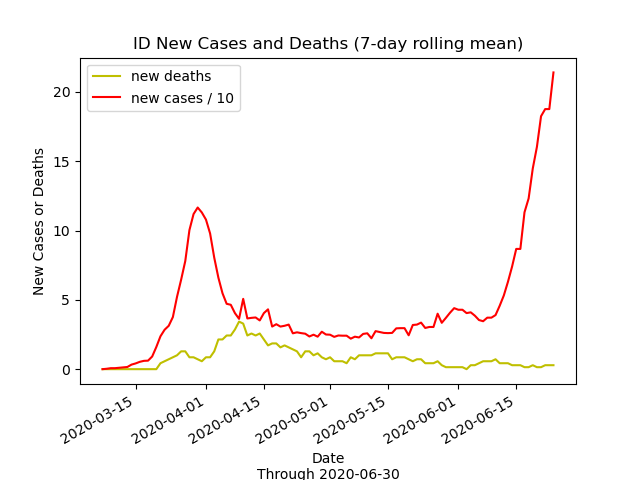 ID New Cases and Deaths (7-day rolling mean)
new deaths
new cases / 10
New Cases or Deaths
20
15
10
5
0
2020-03-15
2020-04-01
2020-04-15
2020-05-01
2020-05-15
2020-06-01
2020-06-15
Date
Through 2020-06-30